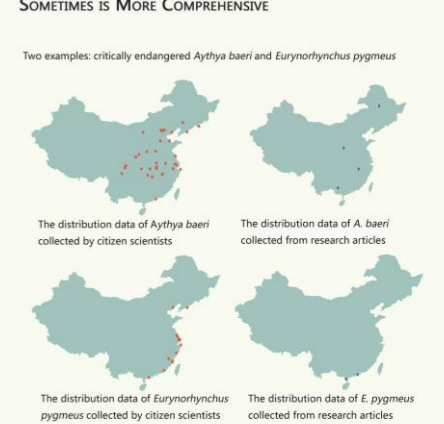 SOMETIMES IS MORE COMPREHENSIVE
Two examples: critically endangered Aythya baeri and Eurynorhynchus pygmeus
The distribution data of Aythya baeri
collected by citizen scientists
The distribution data of A. baeri
collected from research articles
The distribution data of Eurynorhynchus
pygmeus collected by citizen scientists
The distribution data of E. pygmeus
collected from research articles